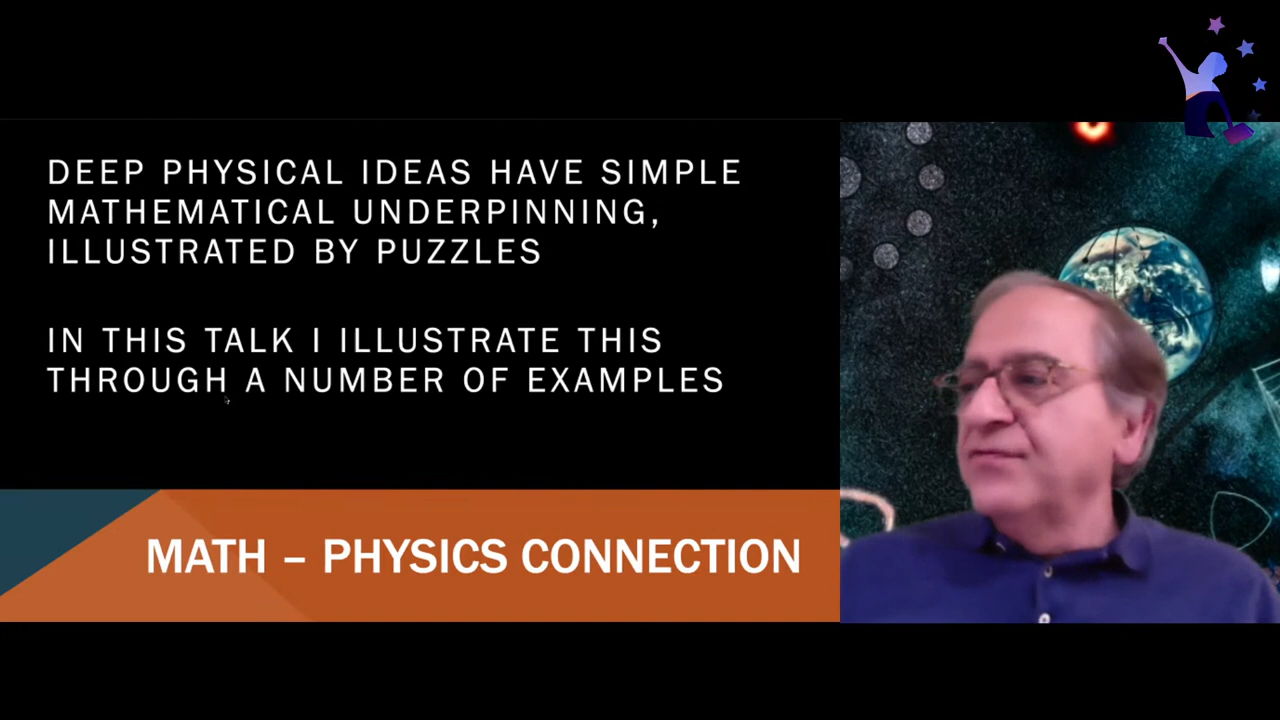 DEEP PHYSICAL IDEAS HAVE SIMPLE
MATHEMATICAL UNDERPINNING,
ILLUSTRATED BY PUZZLES
IN THIS TALK I ILLUSTRATE THIS
THROUGH A NUMBER OF EXAMPLES
MATH – PHYSICS CONNECTION